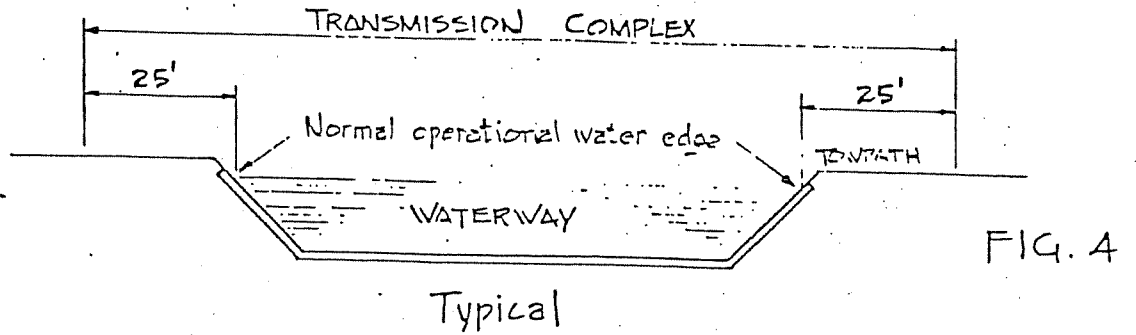 TRANSMISSION COMPLEX
25'
25'
Normal operational water edge
TOWPATH
WATERWAY
FIG. 4
Typical